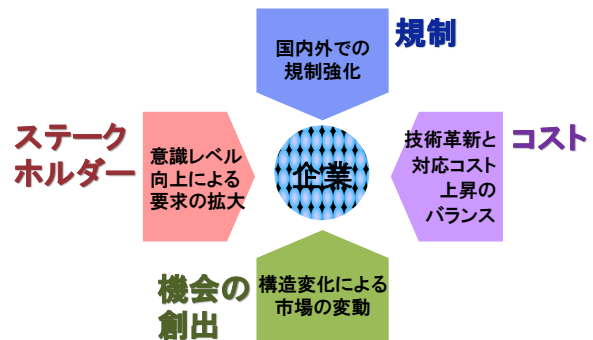 国内外での
規制強化
規制
ステーク
ホルダー
意識レベル
向上による
要求の拡大
企業
技術革新と
対応コスト
上昇の
バランス
コスト
機会の
創出
構造変化による
市場の変動